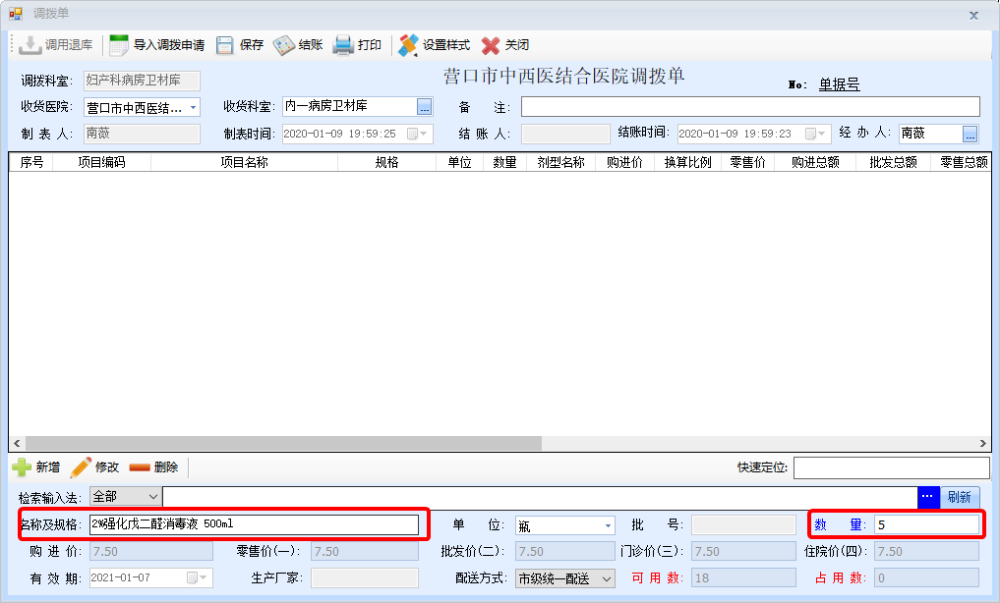 调拨单
调用退库 导入调拨申请 保存 结账 打印 设置样式 关闭
营口市中西医结合医院调拨单
No: 单据号
调拨科室: 妇产科病房卫材库
收货医院: 营口市中西医结... 收货科室: 内一病房卫材库 ... 备 注:
制 表 人: 南薇 制表时间: 2020-01-09 19:59:25 结 账 人: 结账时间: 2020-01-09 19:59:23 经 办 人: 南薇 ...
序号 项目编码 项目名称 规格 单位 数量 剂型名称 购进价 换算比例 零售价 购进总额 批发总额 零售总额
新增 修改 删除 快速定位:
检索输入法: 全部 ... 刷新
名称及规格: 2%强化戊二醛消毒液 500ml 单 位: 瓶 批 号: 数 量: 5
购 进 价: 7.50 零售价(一): 7.50 批发价(二): 7.50 门诊价(三): 7.50 住院价(四): 7.50
有 效 期: 2021-01-07 生产厂家: 配送方式: 市级统一配送 可 用 数: 18 占 用 数: 0